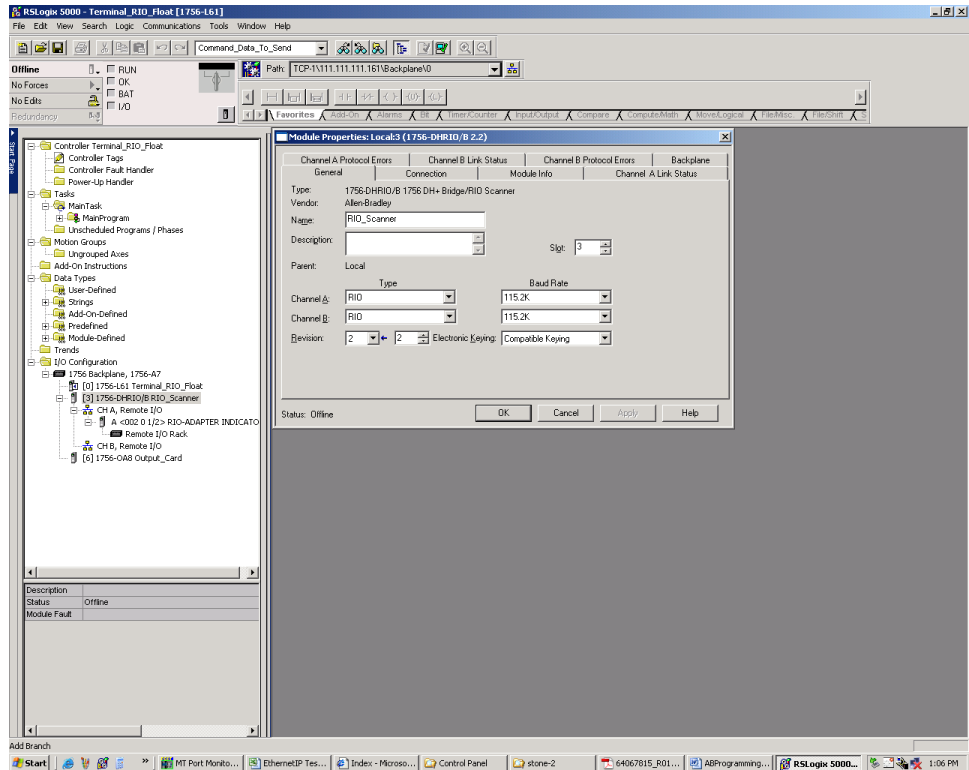 RSLogix 5000 - Terminal_RIO_Float [1756-L61]
File Edit View Search Logic Communications Tools Window Help
Command_Data_To_Send
Offline
RUN
No Forces
OK
No Edits
BAT
Redundancy
I/O
Path: TCP-1\111.111.111.161\Backplane\0
Favorites Add-On Alarms Bit Timer/Counter Input/Output Compare Compute/Math Move/Logical File/Misc. File/Shift S
Start Page
Controller Terminal_RIO_Float
Controller Tags
Controller Fault Handler
Power-Up Handler
Tasks
MainTask
MainProgram
Unscheduled Programs / Phases
Motion Groups
Ungrouped Axes
Add-On Instructions
Data Types
User-Defined
Strings
Add-On-Defined
Predefined
Module-Defined
Trends
I/O Configuration
1756 Backplane, 1756-A7
[0] 1756-L61 Terminal_RIO_Float
[3] 1756-DHRIO/B RIO_Scanner
CH A, Remote I/O
A <002 0 1/2> RIO-ADAPTER INDICATO
Remote I/O Rack
CH B, Remote I/O
[6] 1756-OA8 Output_Card
Description
Status Offline
Module Fault
Module Properties: Local:3 (1756-DHRIO/B 2.2)
Channel A Protocol Errors Channel B Link Status Channel B Protocol Errors Backplane
General Connection Module Info Channel A Link Status
Type: 1756-DHRIO/B 1756 DH+ Bridge/RIO Scanner
Vendor: Allen-Bradley
Name: RIO_Scanner
Description:
Slot: 3
Parent: Local
Type Baud Rate
Channel A: RIO 115.2K
Channel B: RIO 115.2K
Revision: 2 2 Electronic Keying: Compatible Keying
Status: Offline OK Cancel Apply Help
Add Branch
Start » MT Port Monito... EthernetIP Tes... Index - Microso... Control Panel stone-2 64067815_R01... ABProgramming... RSLogix 5000... 1:06 PM